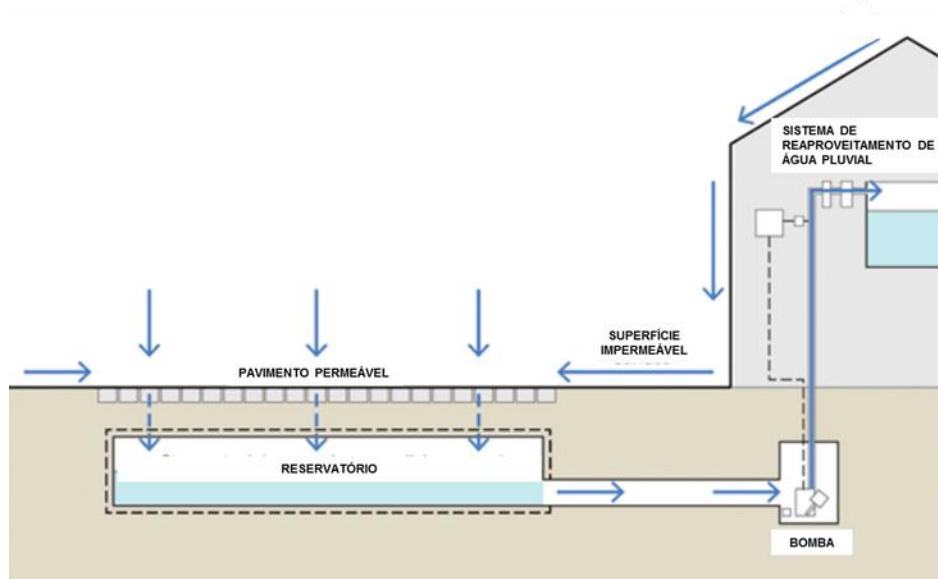 SISTEMA DE
REAPROVEITAMENTO DE
ÁGUA PLUVIAL
SUPERFÍCIE
IMPERMEÁVEL
PAVIMENTO PERMEÁVEL
RESERVATÓRIO
BOMBA